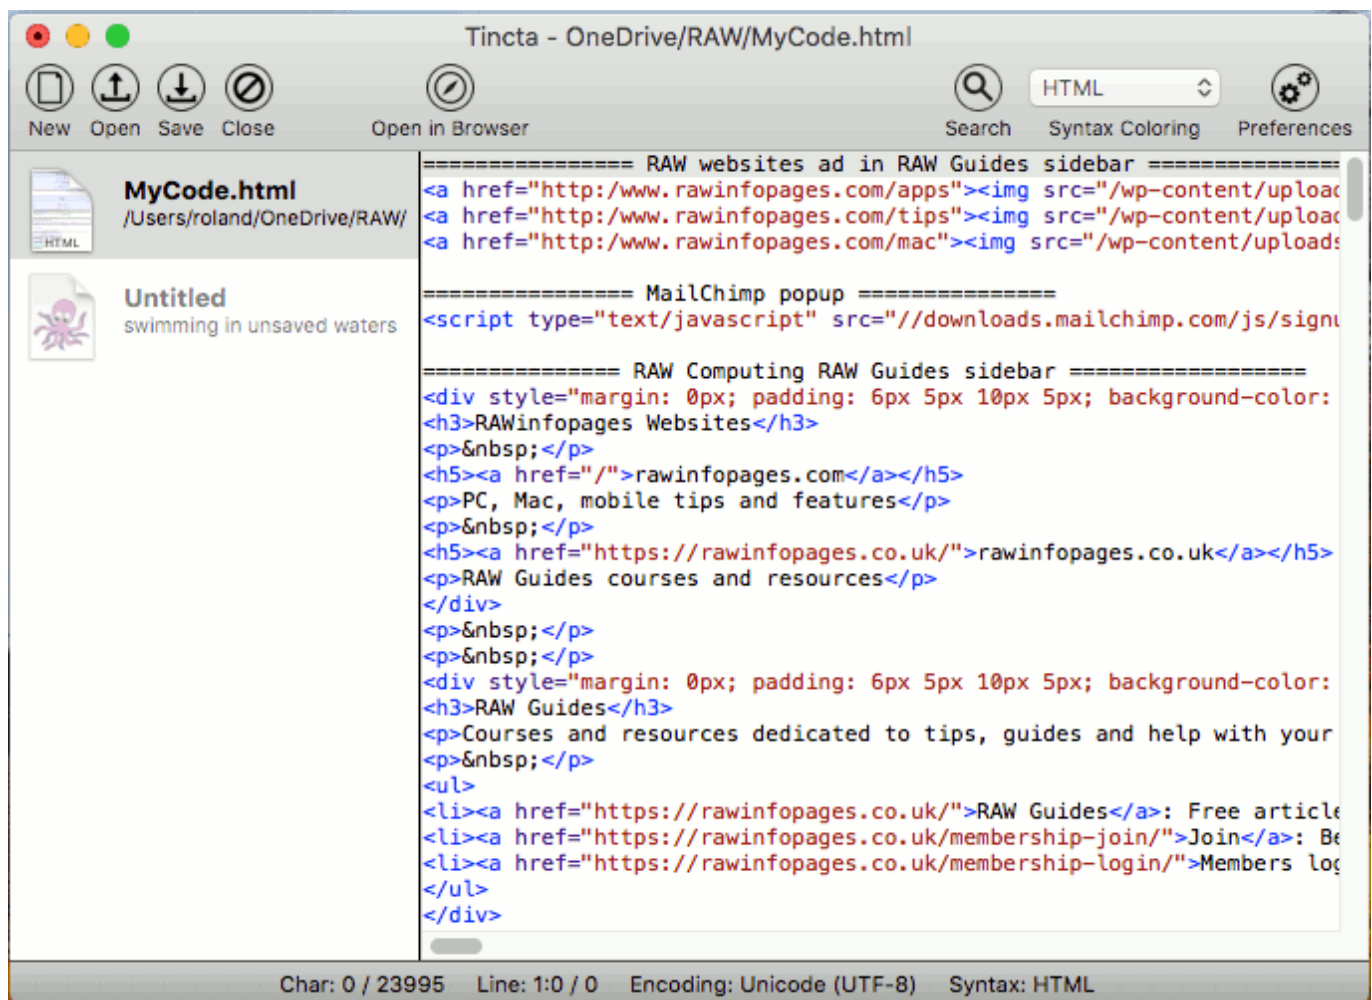 Tincta - OneDrive/RAW/MyCode.html
HTML
New Open Save Close Open in Browser Search Syntax Coloring Preferences
MyCode.html
/Users/roland/OneDrive/RAW/
HTML
Untitled
swimming in unsaved waters
================ RAW websites ad in RAW Guides sidebar ===============
<a href="http:/www.rawinfopages.com/apps"><img src="/wp-content/uploac
<a href="http:/www.rawinfopages.com/tips"><img src="/wp-content/uploac
<a href="http:/www.rawinfopages.com/mac"><img src="/wp-content/uploads
================ MailChimp popup ===============
<script type="text/javascript" src="//downloads.mailchimp.com/js/signu
=============== RAW Computing RAW Guides sidebar ==================
<div style="margin: 0px; padding: 6px 5px 10px 5px; background-color:
<h3>RAWinfopages Websites</h3>
<p>&nbsp;</p>
<h5><a href="/">rawinfopages.com</a></h5>
<p>PC, Mac, mobile tips and features</p>
<p>&nbsp;</p>
<h5><a href="https://rawinfopages.co.uk/">rawinfopages.co.uk</a></h5>
<p>RAW Guides courses and resources</p>
</div>
<p>&nbsp;</p>
<p>&nbsp;</p>
<div style="margin: 0px; padding: 6px 5px 10px 5px; background-color:
<h3>RAW Guides</h3>
<p>Courses and resources dedicated to tips, guides and help with your
<p>&nbsp;</p>
<ul>
<li><a href="https://rawinfopages.co.uk/">RAW Guides</a>: Free article
<li><a href="https://rawinfopages.co.uk/membership-join/">Join</a>: Be
<li><a href="https://rawinfopages.co.uk/membership-login/">Members log
</ul>
</div>
Char: 0 / 23995 Line: 1:0 / 0 Encoding: Unicode (UTF-8) Syntax: HTML